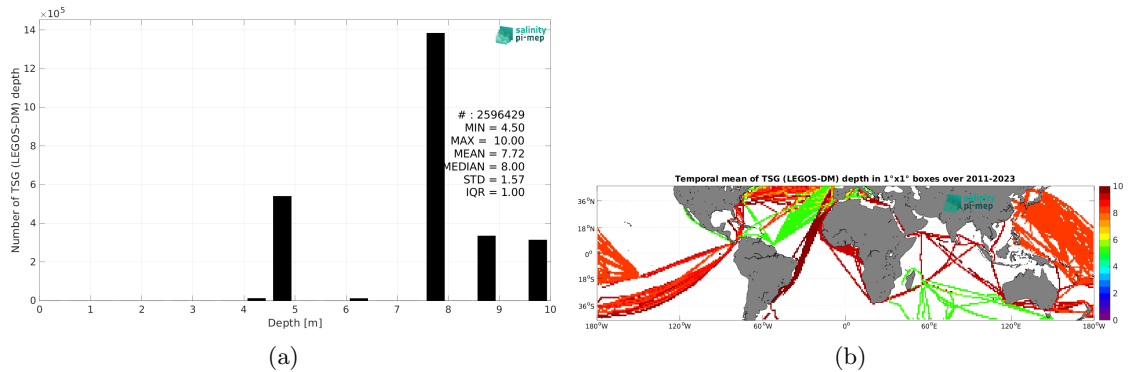 ×10⁵
14
12
10
8
6
4
2
0
Number of TSG (LEGOS-DM) depth
salinity
pi-mep
# : 2596429
MIN = 4.50
MAX = 10.00
MEAN = 7.72
MEDIAN = 8.00
STD = 1.57
IQR = 1.00
0 1 2 3 4 5 6 7 8 9 10
Depth [m]
(a)
Temporal mean of TSG (LEGOS-DM) depth in 1°x1° boxes over 2011-2023
salinity
pi-mep
36°N
18°N
0°
18°S
36°S
180°W 120°W 60°W 0° 60°E 120°E 180°W
10
8
6
4
2
0
(b)